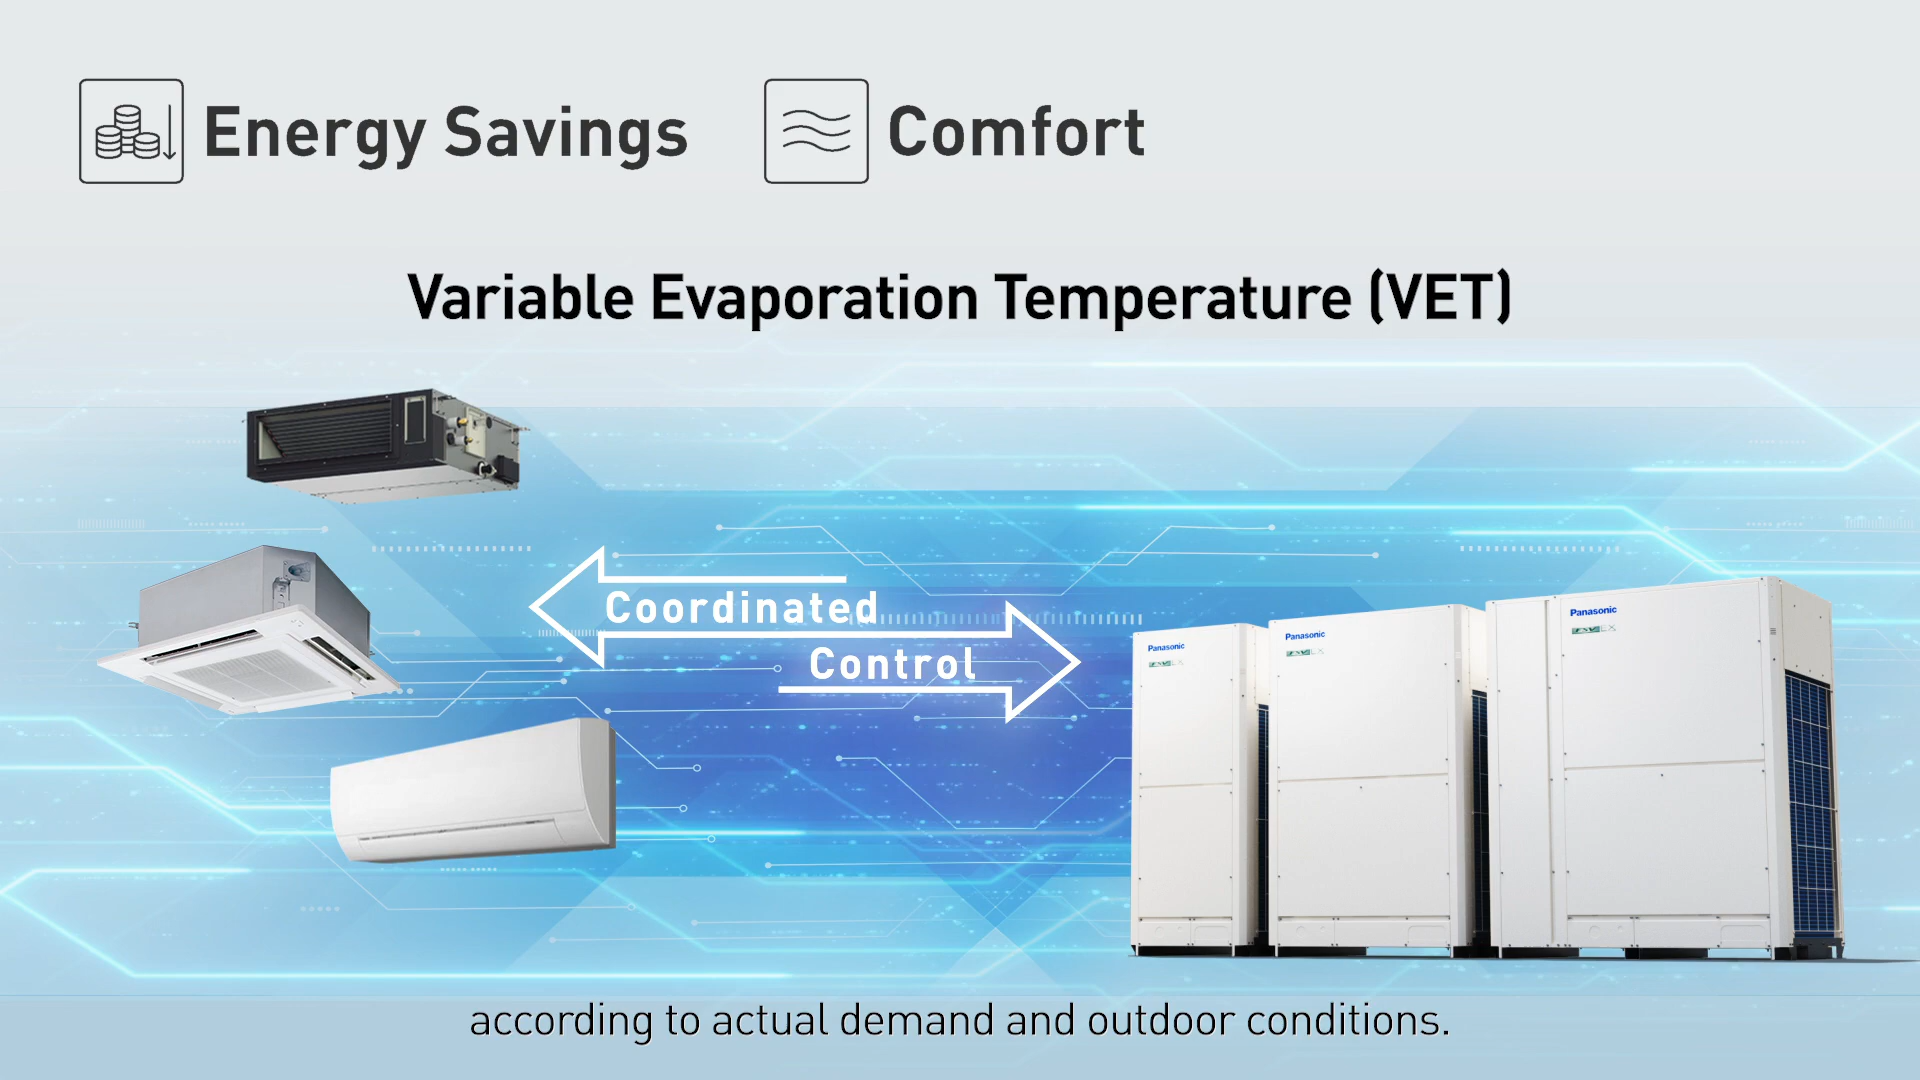 Energy Savings
Comfort
Variable Evaporation Temperature (VET)
Coordinated
Control
Panasonic
Panasonic
Panasonic
according to actual demand and outdoor conditions.